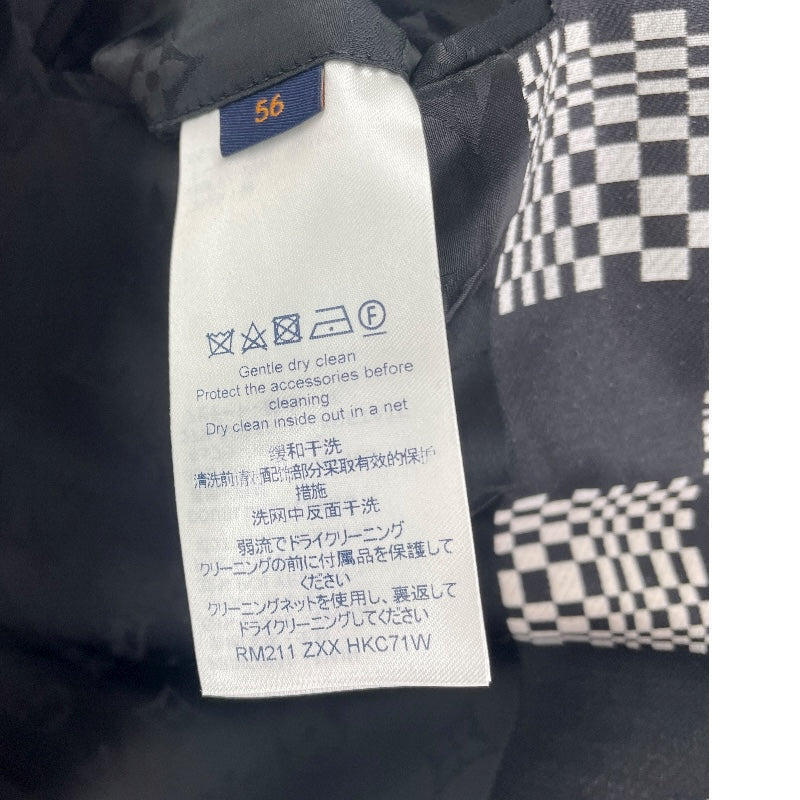 56
F
Gentle dry clean
Protect the accessories before
cleaning
Dry clean inside out in a net
缓和干洗
清洗前请对配饰部分采取有效的保护
措施
洗网中反面干洗
弱流でドライクリーニング
クリーニングの前に付属品を保護して
ください
クリーニングネットを使用し、裏返して
ドライクリーニングしてください
RM211 ZXX HKC71W